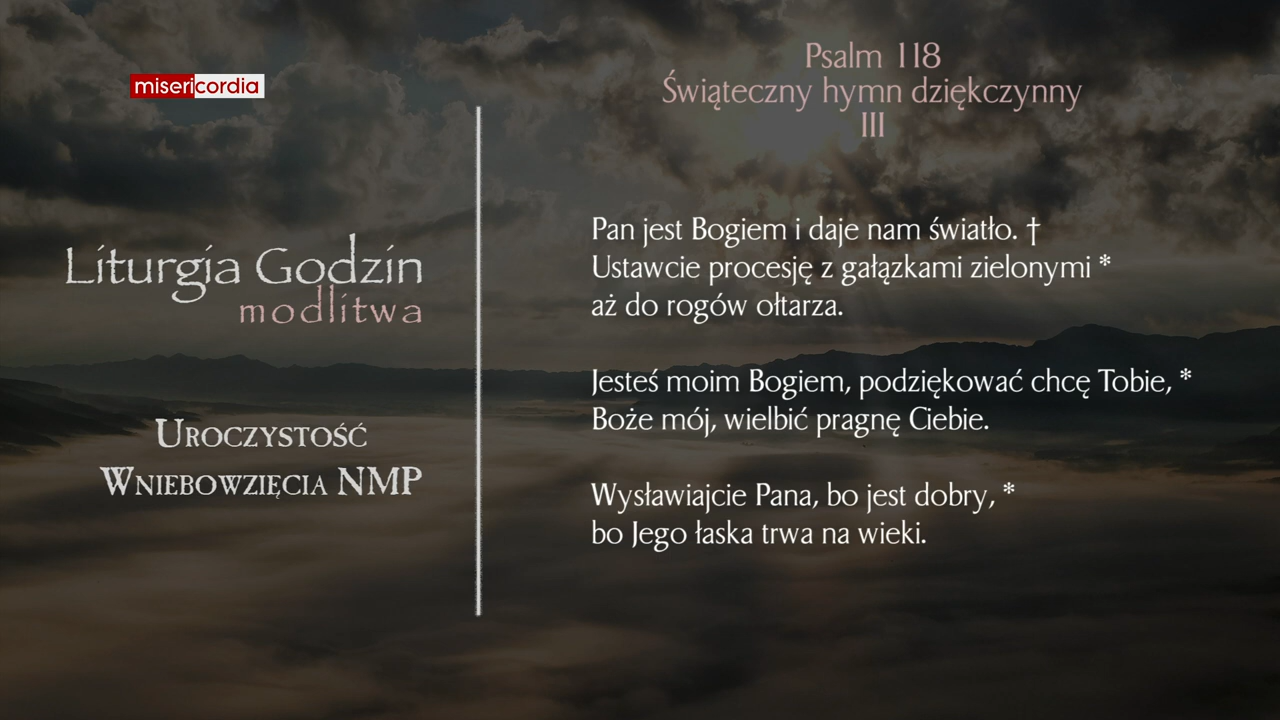 misericordia
Liturgia Godzin
modlitwa
Uroczystość
Wniebowzięcia NMP
Psalm 118
Świąteczny hymn dziękczynny
III
Pan jest Bogiem i daje nam światło. †
Ustawcie procesję z gałązkami zielonymi *
aż do rogów ołtarza.
Jesteś moim Bogiem, podziękować chcę Tobie, *
Boże mój, wielbić pragnę Ciebie.
Wysławiajcie Pana, bo jest dobry, *
bo Jego łaska trwa na wieki.